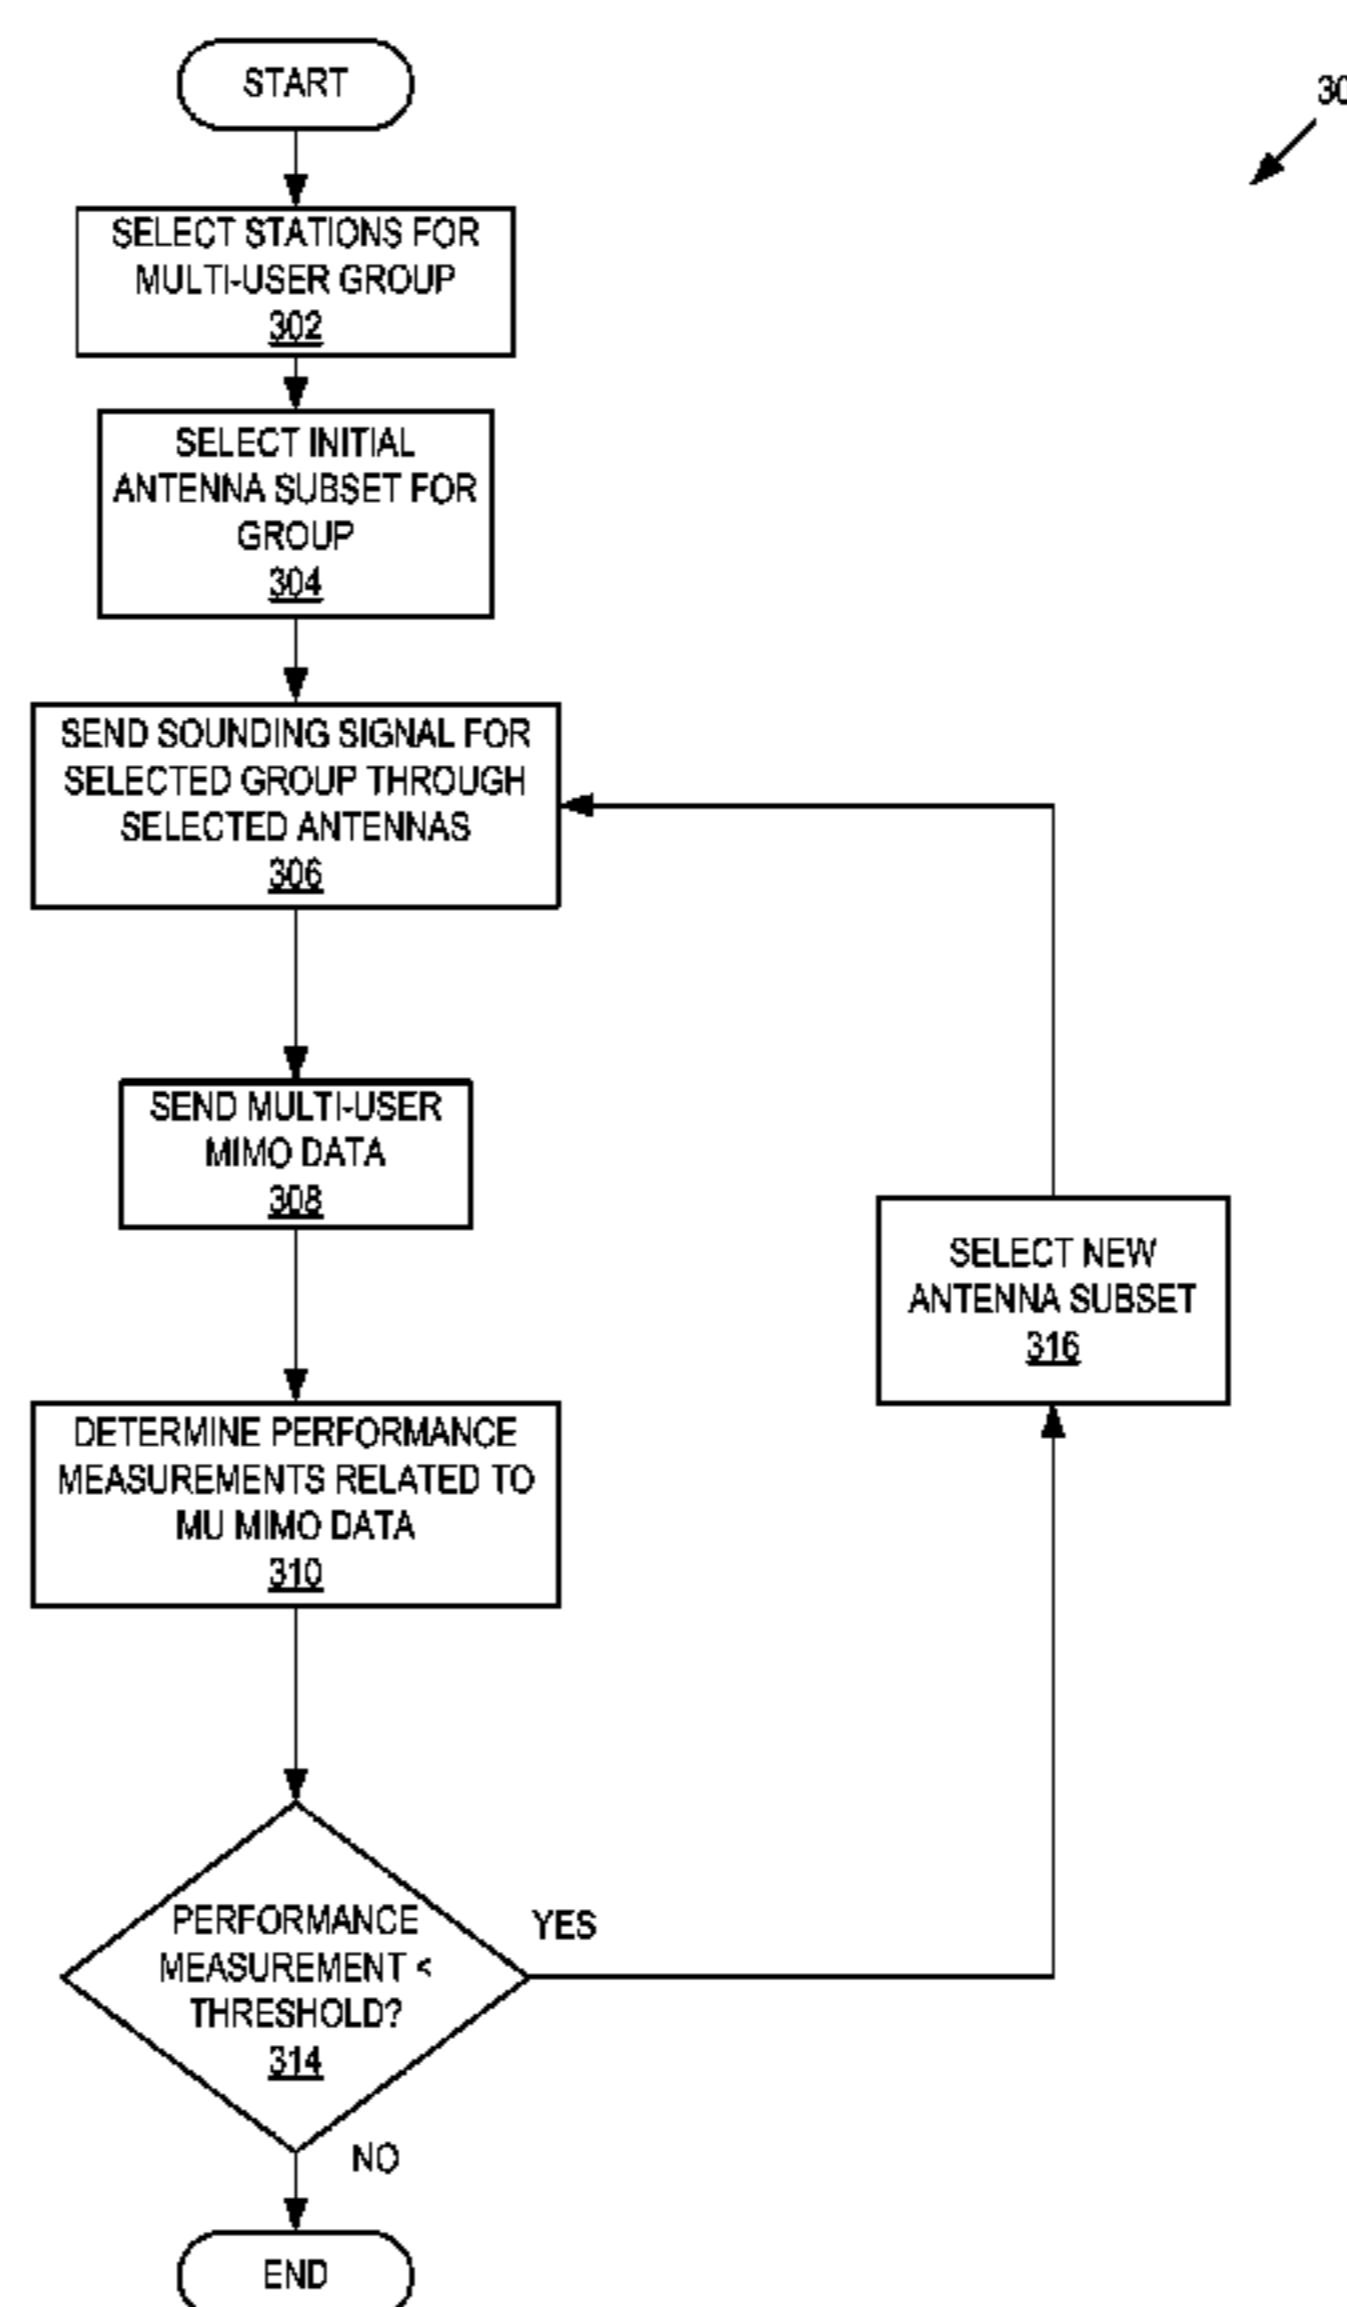 START
30
SELECT STATIONS FOR
MULTI-USER GROUP
302
SELECT INITIAL
ANTENNA SUBSET FOR
GROUP
304
SEND SOUNDING SIGNAL FOR
SELECTED GROUP THROUGH
SELECTED ANTENNAS
306
SEND MULTI-USER
MIMO DATA
308
SELECT NEW
ANTENNA SUBSET
316
DETERMINE PERFORMANCE
MEASUREMENTS RELATED TO
MU MIMO DATA
310
PERFORMANCE
MEASUREMENT <
THRESHOLD?
314
YES
NO
END